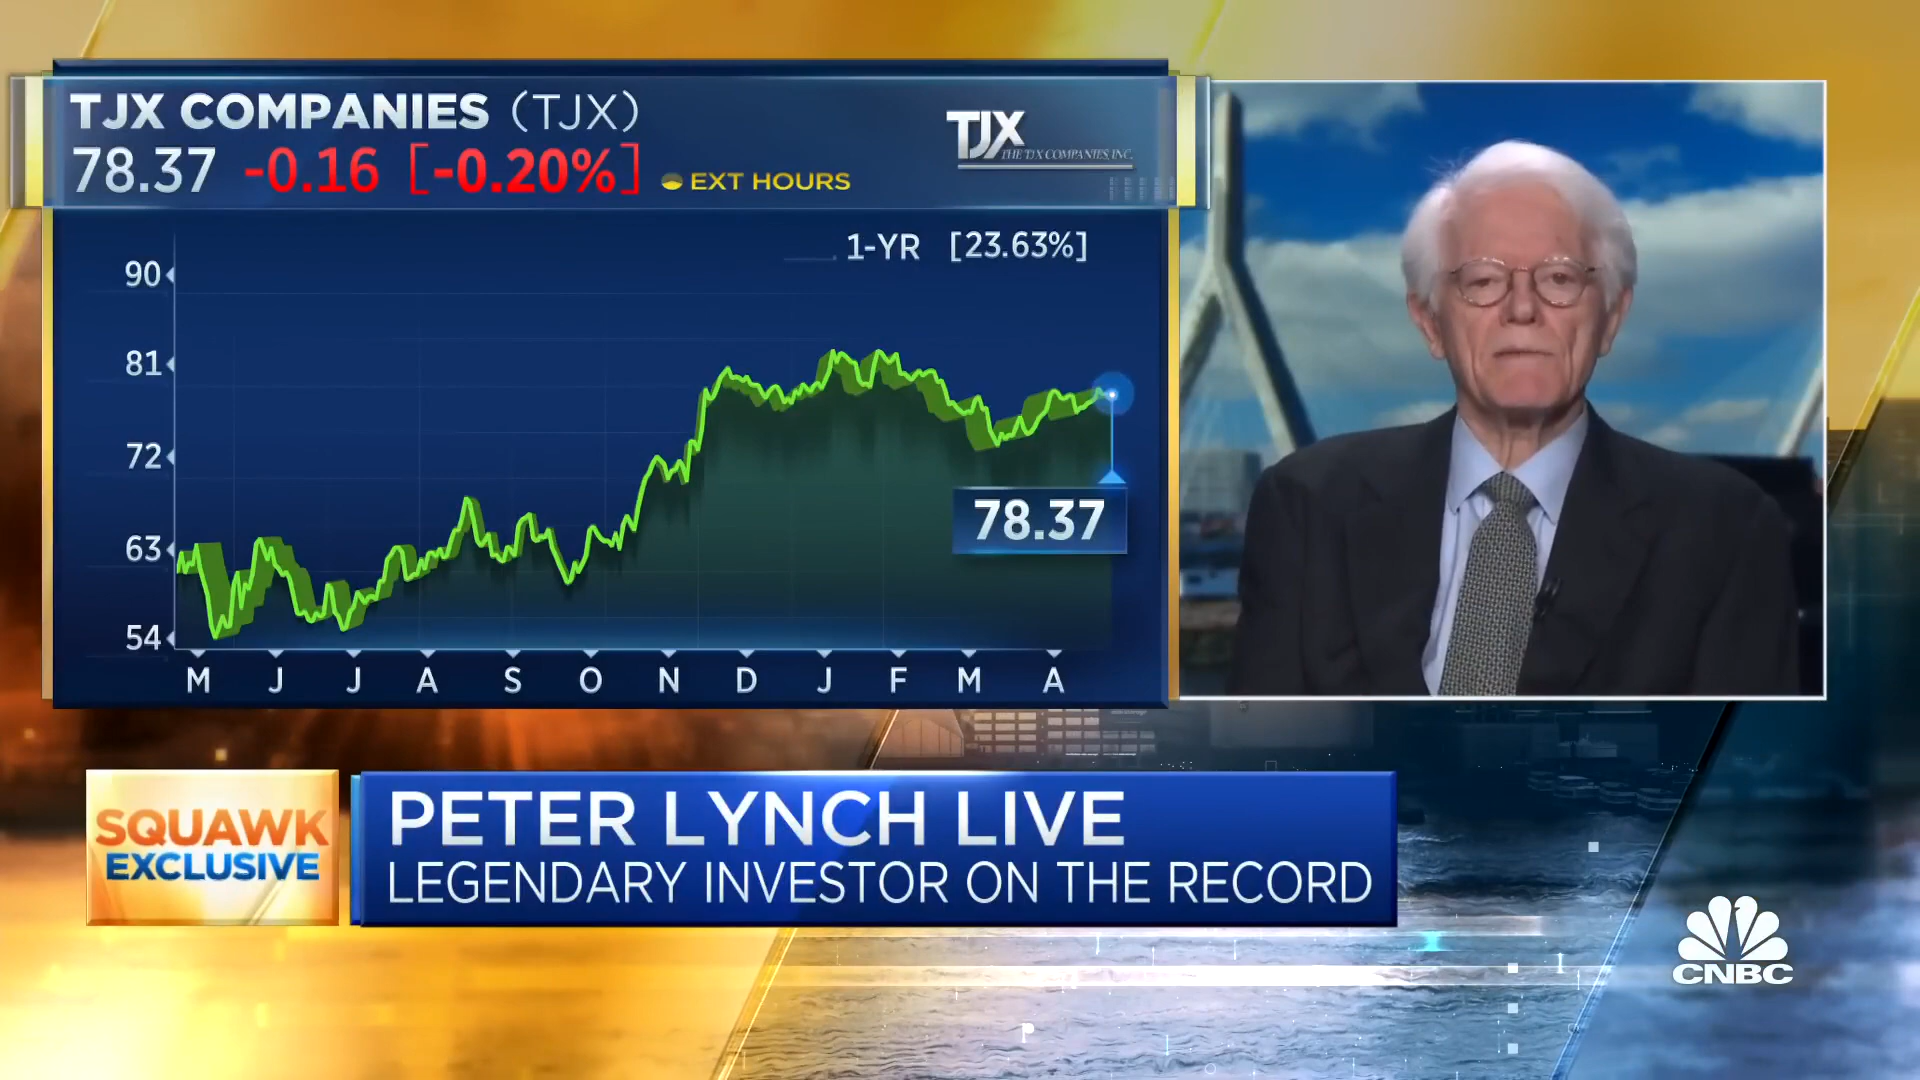 TJX COMPANIES (TJX)
78.37 -0.16 [-0.20%] EXT HOURS
TJX
THE TJX COMPANIES, INC.
1-YR [23.63%]
90
81
72
63
54
78.37
M J J A S O N D J F M A
SQUAWK
EXCLUSIVE
PETER LYNCH LIVE
LEGENDARY INVESTOR ON THE RECORD
CNBC